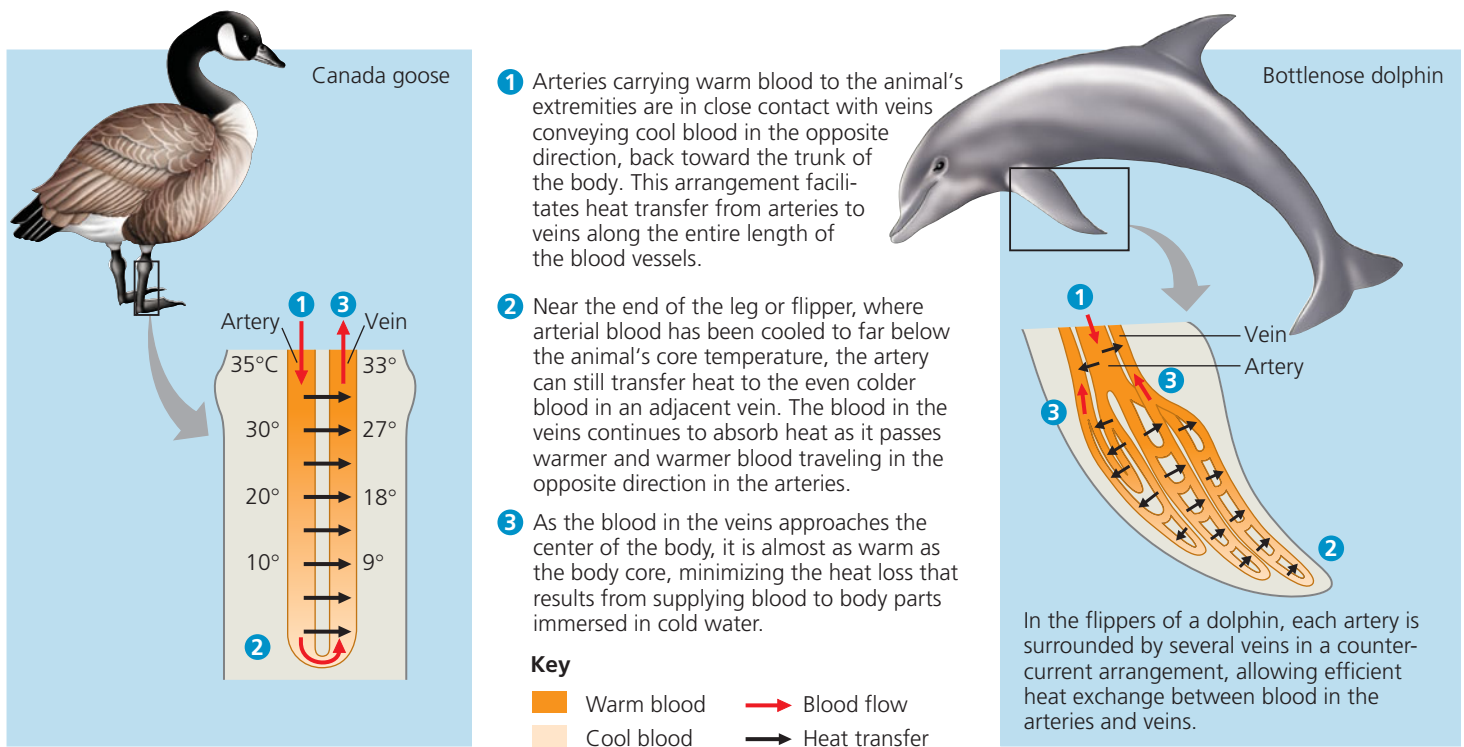 Canada goose
1
3
Artery
Vein
35°C
33°
30°
27°
20°
18°
10°
9°
2
1 Arteries carrying warm blood to the animal's
extremities are in close contact with veins
conveying cool blood in the opposite
direction, back toward the trunk of
the body. This arrangement facili-
tates heat transfer from arteries to
veins along the entire length of
the blood vessels.
2 Near the end of the leg or flipper, where
arterial blood has been cooled to far below
the animal's core temperature, the artery
can still transfer heat to the even colder
blood in an adjacent vein. The blood in the
veins continues to absorb heat as it passes
warmer and warmer blood traveling in the
opposite direction in the arteries.
3 As the blood in the veins approaches the
center of the body, it is almost as warm as
the body core, minimizing the heat loss that
results from supplying blood to body parts
immersed in cold water.
Key
Warm blood
Blood flow
Cool blood
Heat transfer
Bottlenose dolphin
1
Vein
Artery
3
3
2
In the flippers of a dolphin, each artery is
surrounded by several veins in a counter-
current arrangement, allowing efficient
heat exchange between blood in the
arteries and veins.